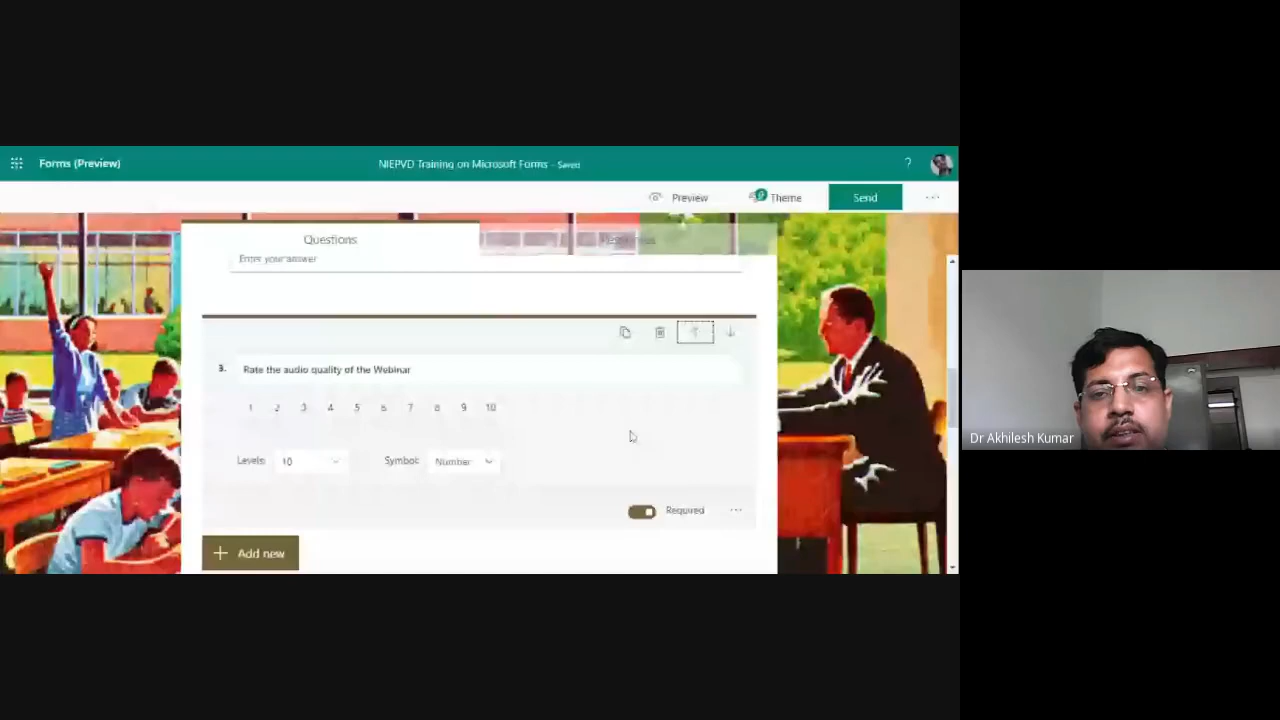 Forms (Preview)
NIEPVD Training on Microsoft Forms - Saved
?
Preview
Theme
Send
Questions
Enter your answer
3. Rate the audio quality of the Webinar
1 2 3 4 5 6 7 8 9 10
Levels: 10
Symbol: Number
Required
+ Add new
Dr Akhilesh Kumar